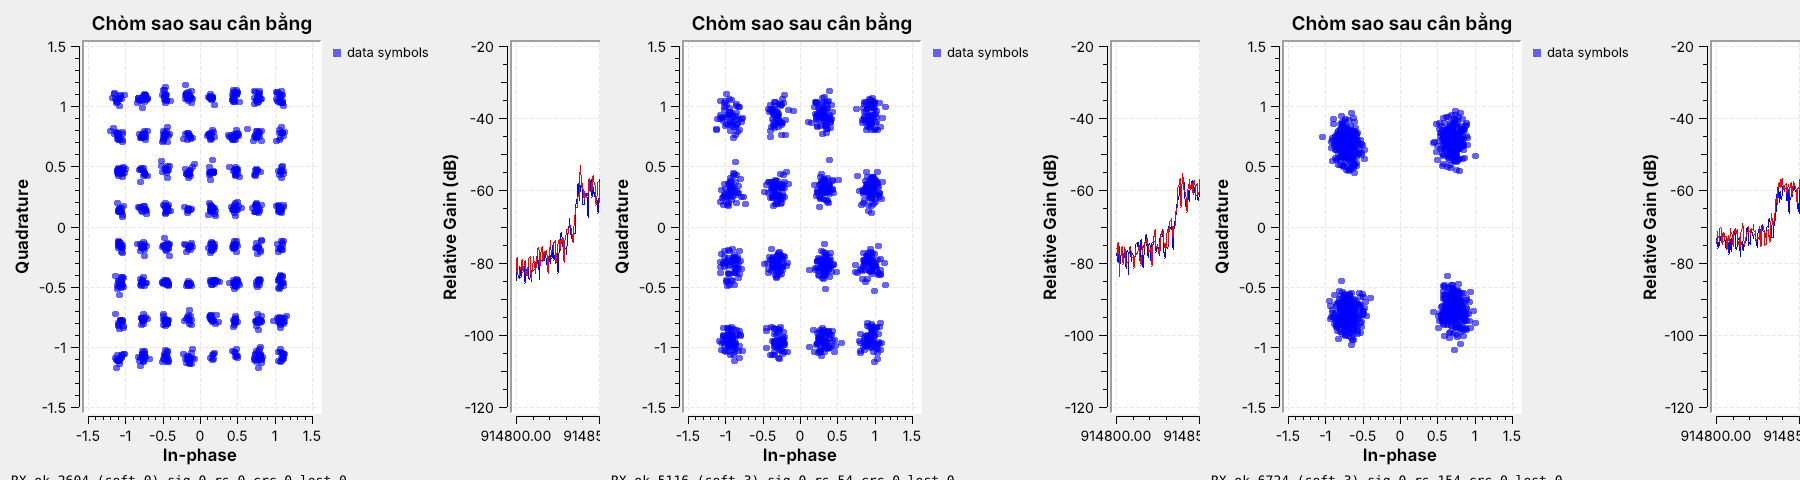 Chòm sao sau cân bằng
data symbols
1.5
1
0.5
0
-0.5
-1
-1.5
Quadrature
-1.5 -1 -0.5 0 0.5 1 1.5
In-phase
-20
-40
-60
-80
-100
-120
Relative Gain (dB)
914800.00 91485
Chòm sao sau cân bằng
data symbols
1.5
1
0.5
0
-0.5
-1
-1.5
Quadrature
-1.5 -1 -0.5 0 0.5 1 1.5
In-phase
-20
-40
-60
-80
-100
-120
Relative Gain (dB)
914800.00 91485
Chòm sao sau cân bằng
data symbols
1.5
1
0.5
0
-0.5
-1
-1.5
Quadrature
-1.5 -1 -0.5 0 0.5 1 1.5
In-phase
-20
-40
-60
-80
-100
-120
Relative Gain (dB)
914800.00 9148